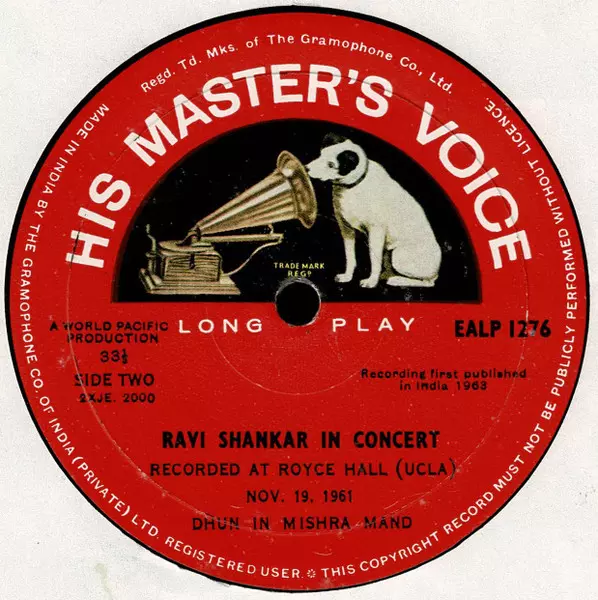 Regd. Td. Mks. of The Gramophone Co., Ltd.
HIS MASTER'S VOICE
TRADE MARK
REGD
LONG PLAY
A WORLD PACIFIC
PRODUCTION
33⅓
SIDE TWO
2XJE. 2000
EALP 1276
Recording first published
in India 1963
RAVI SHANKAR IN CONCERT
RECORDED AT ROYCE HALL (UCLA)
NOV. 19, 1961
DHUN IN MISHRA MAND
MADE IN INDIA BY THE GRAMOPHONE CO. OF INDIA (PRIVATE) LTD. REGISTERED USER. ☼ THIS COPYRIGHT RECORD MUST NOT BE PUBLICLY PERFORMED WITHOUT LICENCE.